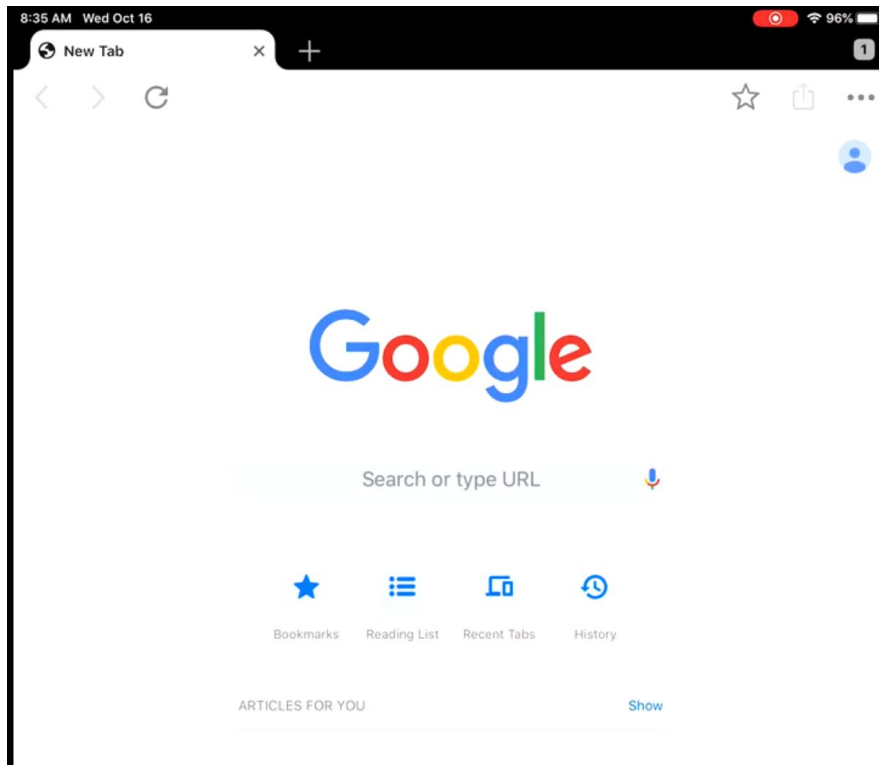 8:35 AM Wed Oct 16 96%
New Tab 1
Google
Search or type URL
Bookmarks Reading List Recent Tabs History
ARTICLES FOR YOU Show